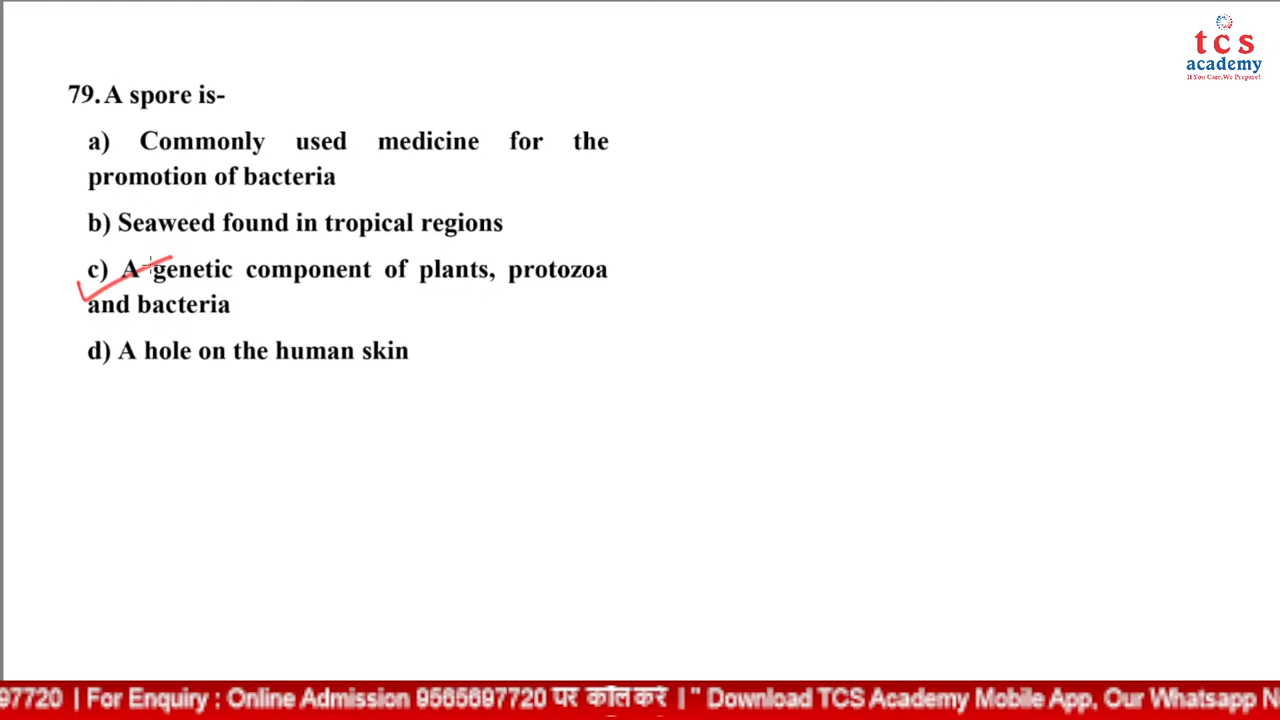 tcs
academy
If You Care, We Prepare!
79. A spore is-
a) Commonly used medicine for the
promotion of bacteria
b) Seaweed found in tropical regions
c) A genetic component of plants, protozoa
and bacteria
d) A hole on the human skin
97720 | For Enquiry : Online Admission 9565697720 पर कॉल करें | " Download TCS Academy Mobile App, Our Whatsapp N